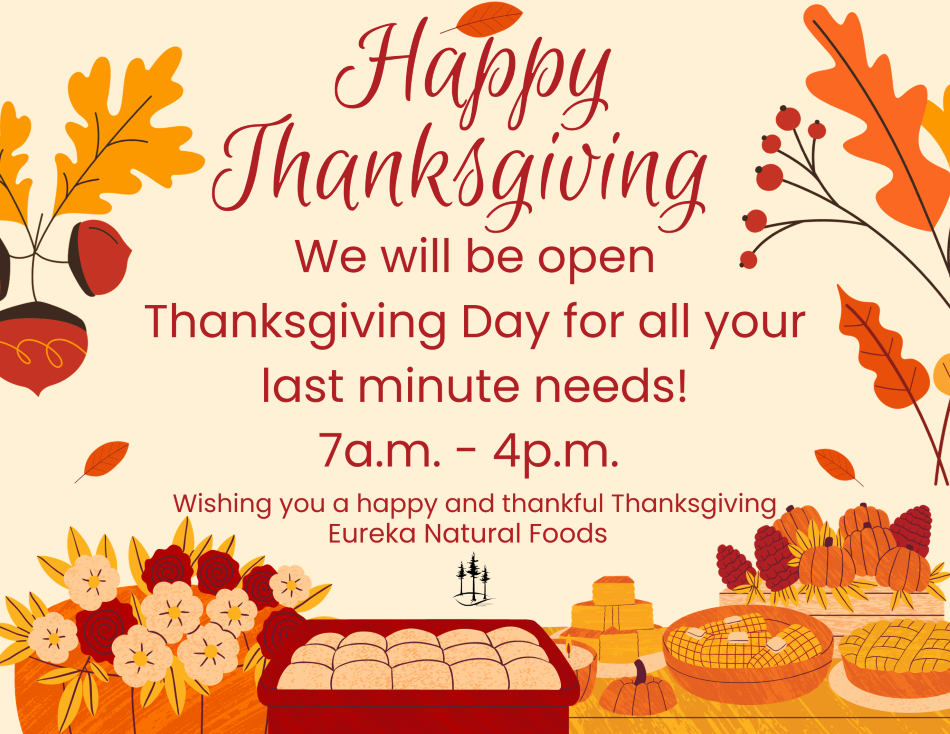 Happy
Thanksgiving
We will be open
Thanksgiving Day for all your
last minute needs!
7a.m. - 4p.m.
Wishing you a happy and thankful Thanksgiving
Eureka Natural Foods